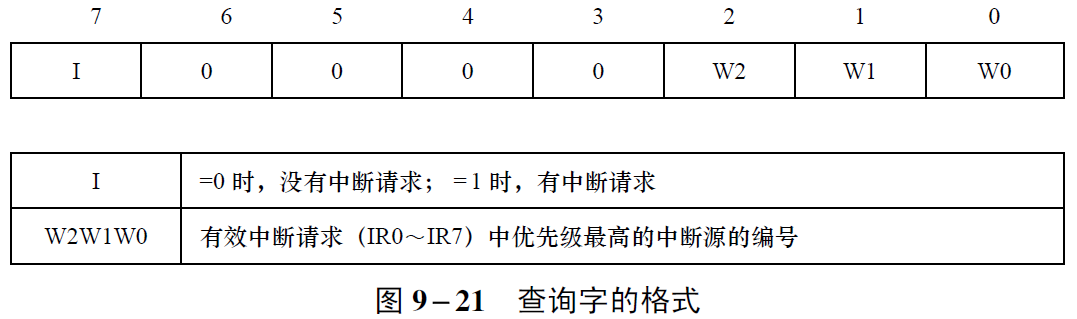 7 6 5 4 3 2 1 0
I 0 0 0 0 W2 W1 W0
I =0 时，没有中断请求； =1 时，有中断请求
W2W1W0 有效中断请求（IR0～IR7）中优先级最高的中断源的编号
图 9－21 查询字的格式